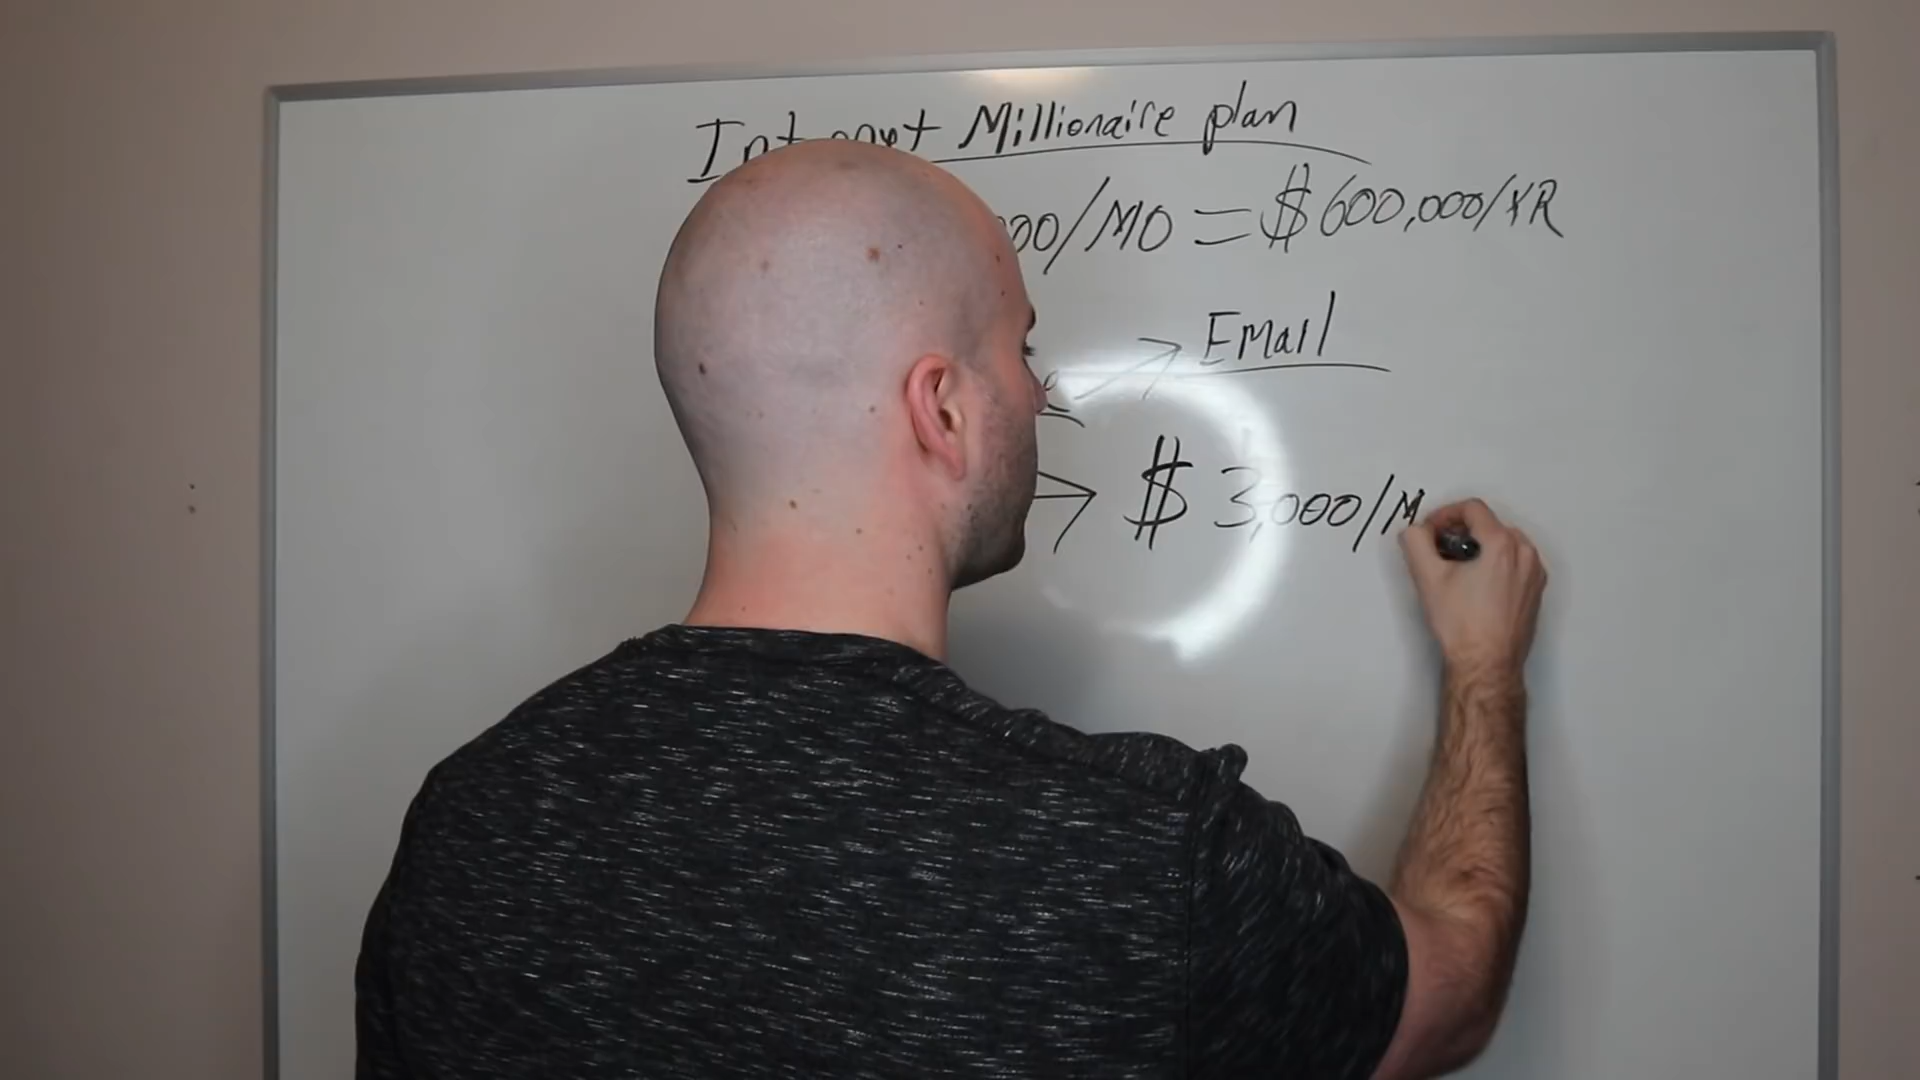 Internet Millionaire plan
00/MO = $600,000/YR
Email
$ 3,000/M